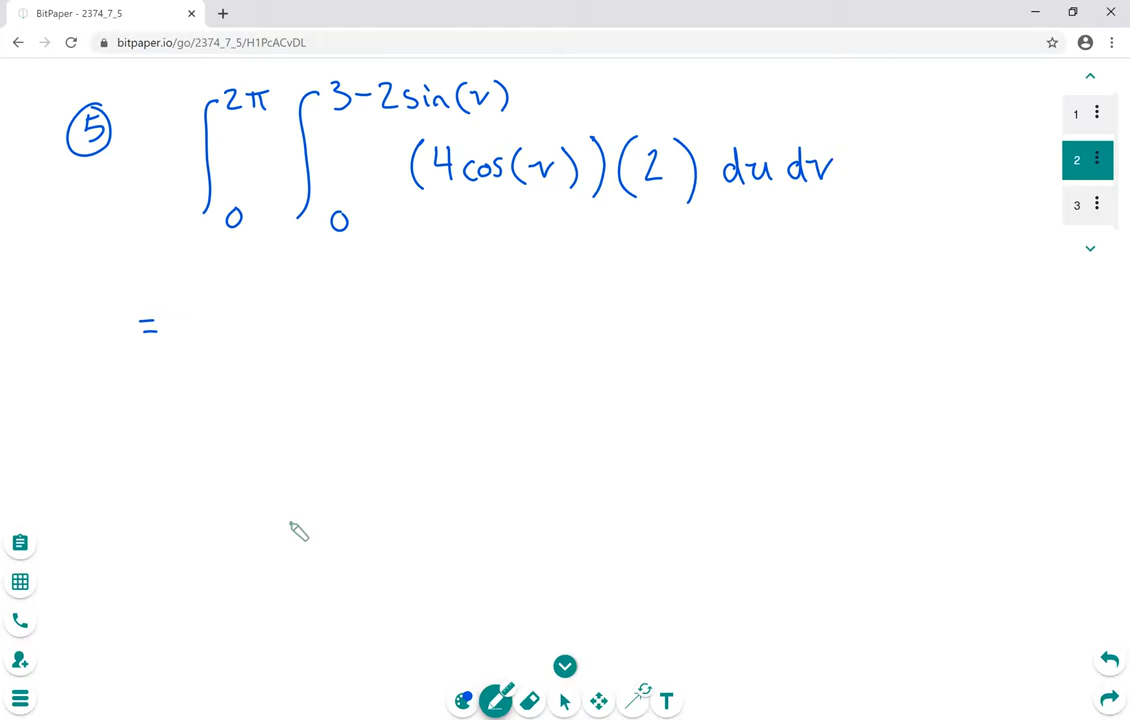 BitPaper - 2374_7_5
bitpaper.io/go/2374_7_5/H1PcACvDL
⑤ ∫₀^{2π} ∫₀^{3-2sin(v)} (4cos(v))(2) du dv
=
1
2
3
T